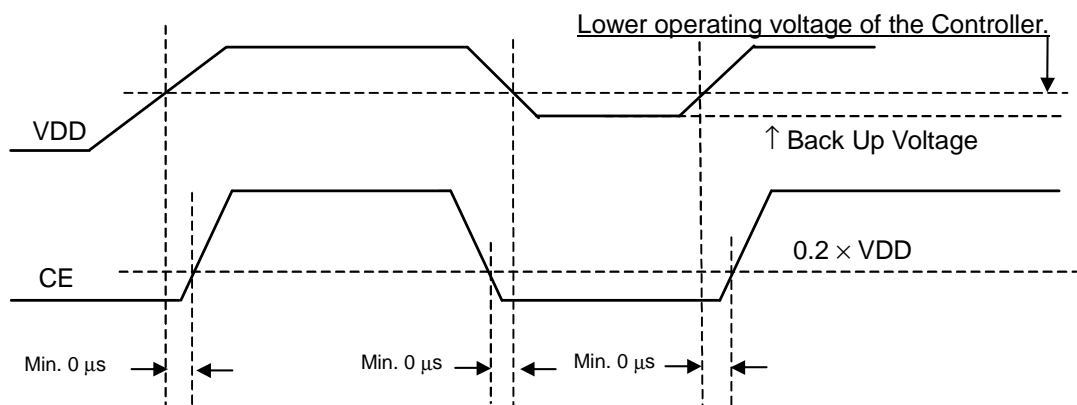 Lower operating voltage of the Controller.
VDD
↑ Back Up Voltage
CE
0.2 × VDD
Min. 0 μs
Min. 0 μs
Min. 0 μs